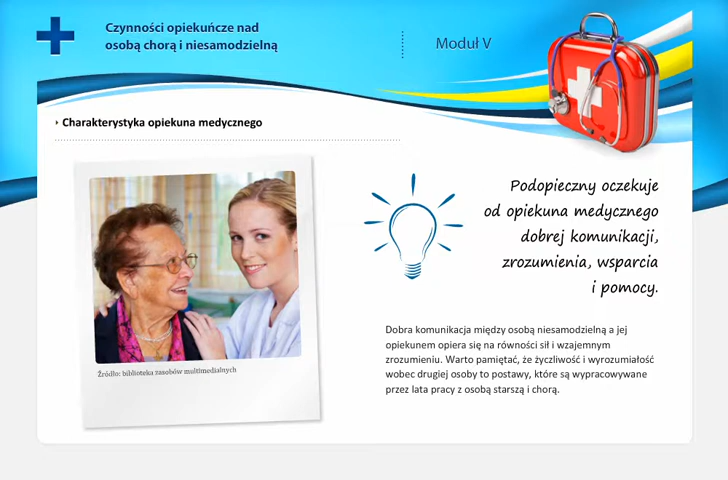 Czynności opiekuńcze nad
osobą chorą i niesamodzielną
Moduł V
Charakterystyka opiekuna medycznego
Podopieczny oczekuje
od opiekuna medycznego
dobrej komunikacji,
zrozumienia, wsparcia
i pomocy.
Źródło: biblioteka zasobów multimedialnych
Dobra komunikacja między osobą niesamodzielną a jej
opiekunem opiera się na równości sił i wzajemnym
zrozumieniu. Warto pamiętać, że życzliwość i wyrozumiałość
wobec drugiej osoby to postawy, które są wypracowywane
przez lata pracy z osobą starszą i chorą.